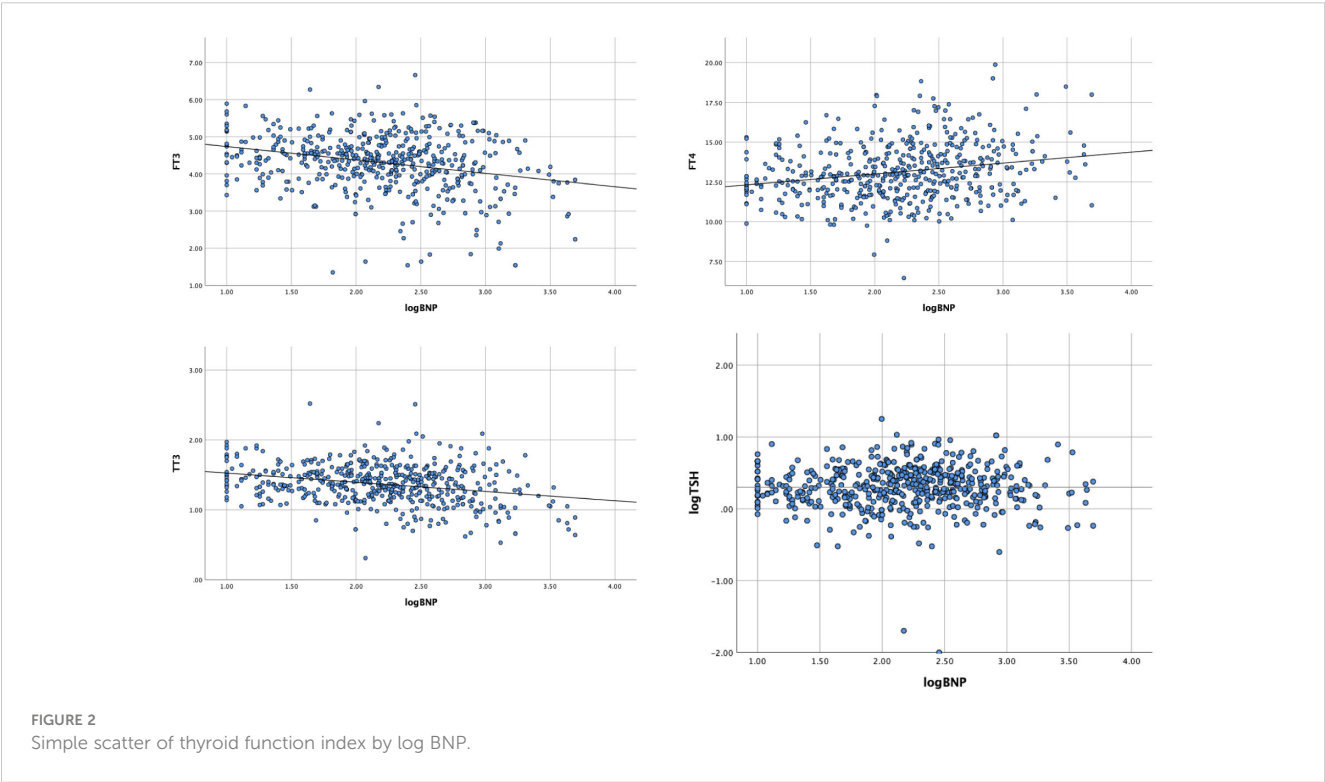 7.00
6.00
5.00
4.00
3.00
2.00
1.00
FT3
1.00 1.50 2.00 2.50 3.00 3.50 4.00
logBNP
20.00
17.50
15.00
12.50
10.00
7.50
FT4
1.00 1.50 2.00 2.50 3.00 3.50 4.00
logBNP
3.00
2.00
1.00
.00
TT3
1.00 1.50 2.00 2.50 3.00 3.50 4.00
logBNP
2.00
1.00
.00
-1.00
-2.00
logTSH
1.00 1.50 2.00 2.50 3.00 3.50 4.00
logBNP
FIGURE 2
Simple scatter of thyroid function index by log BNP.